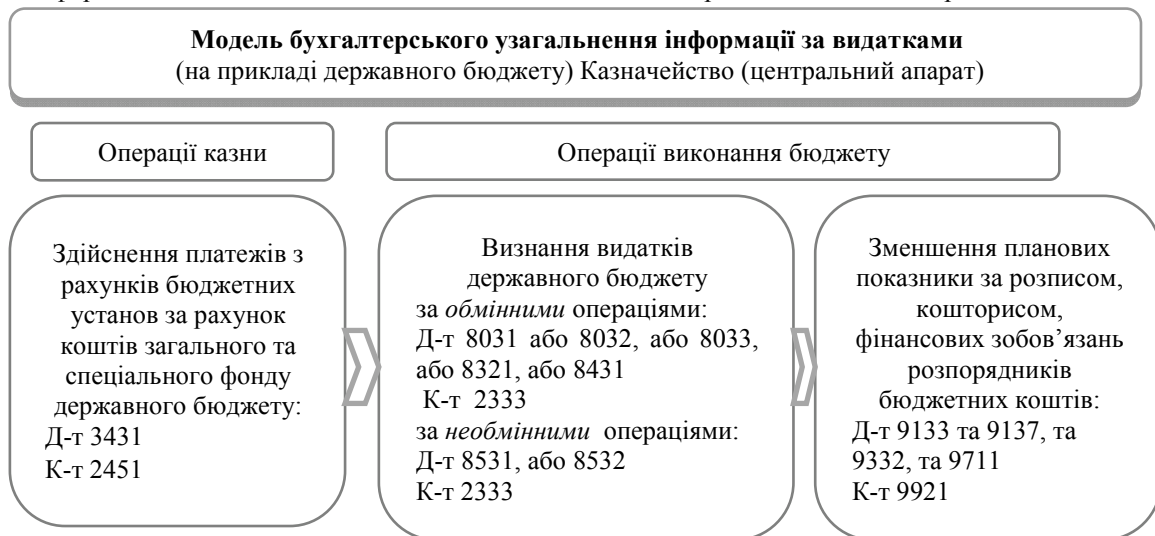 Модель бухгалтерського узагальнення інформації за видатками
(на прикладі державного бюджету) Казначейство (центральний апарат)
Операції казни
Операції виконання бюджету
Здійснення платежів з
рахунків бюджетних
установ за рахунок
коштів загального та
спеціального фонду
державного бюджету:
Д-т 3431
К-т 2451
Визнання видатків
державного бюджету
за обмінними операціями:
Д-т 8031 або 8032, або 8033,
або 8321, або 8431
К-т 2333
за необмінними операціями:
Д-т 8531, або 8532
К-т 2333
Зменшення планових
показники за розписом,
кошторисом,
фінансових зобов’язань
розпорядників
бюджетних коштів:
Д-т 9133 та 9137, та
9332, та 9711
К-т 9921